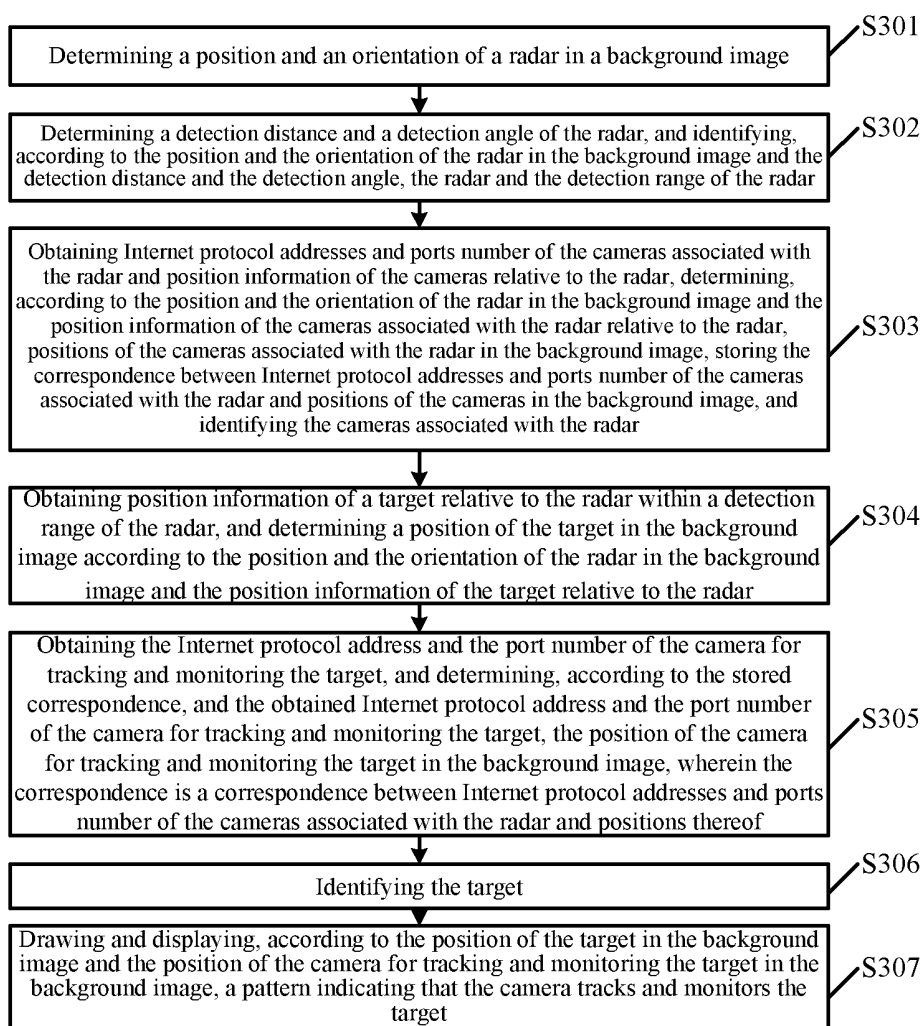 S301
Determining a position and an orientation of a radar in a background image
S302
Determining a detection distance and a detection angle of the radar, and identifying,
according to the position and the orientation of the radar in the background image and the
detection distance and the detection angle, the radar and the detection range of the radar
Obtaining Internet protocol addresses and ports number of the cameras associated with
the radar and position information of the cameras relative to the radar, determining,
according to the position and the orientation of the radar in the background image and the
position information of the cameras associated with the radar relative to the radar,
positions of the cameras associated with the radar in the background image, storing the
correspondence between Internet protocol addresses and ports number of the cameras
associated with the radar and positions of the cameras in the background image, and
identifying the cameras associated with the radar
S303
Obtaining position information of a target relative to the radar within a detection
range of the radar, and determining a position of the target in the background
image according to the position and the orientation of the radar in the background
image and the position information of the target relative to the radar
S304
Obtaining the Internet protocol address and the port number of the camera for
tracking and monitoring the target, and determining, according to the stored
correspondence, and the obtained Internet protocol address and the port number
of the camera for tracking and monitoring the target, the position of the camera
for tracking and monitoring the target in the background image, wherein the
correspondence is a correspondence between Internet protocol addresses and ports
number of the cameras associated with the radar and positions thereof
S305
S306
Identifying the target
Drawing and displaying, according to the position of the target in the background
image and the position of the camera for tracking and monitoring the target in the
background image, a pattern indicating that the camera tracks and monitors the
target
S307